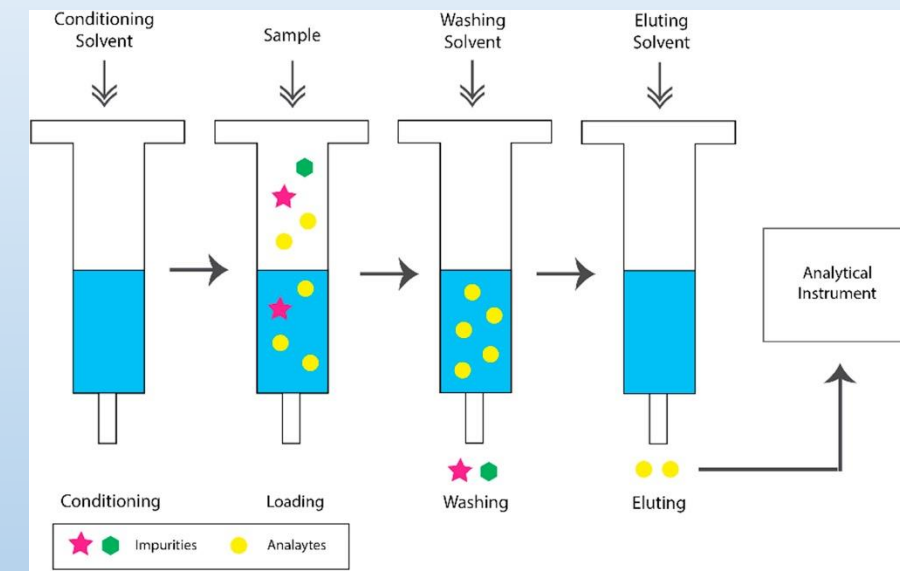 Conditioning
Solvent
Sample
Washing
Solvent
Eluting
Solvent
Analytical
Instrument
Conditioning
Loading
Washing
Eluting
Impurities
Analaytes